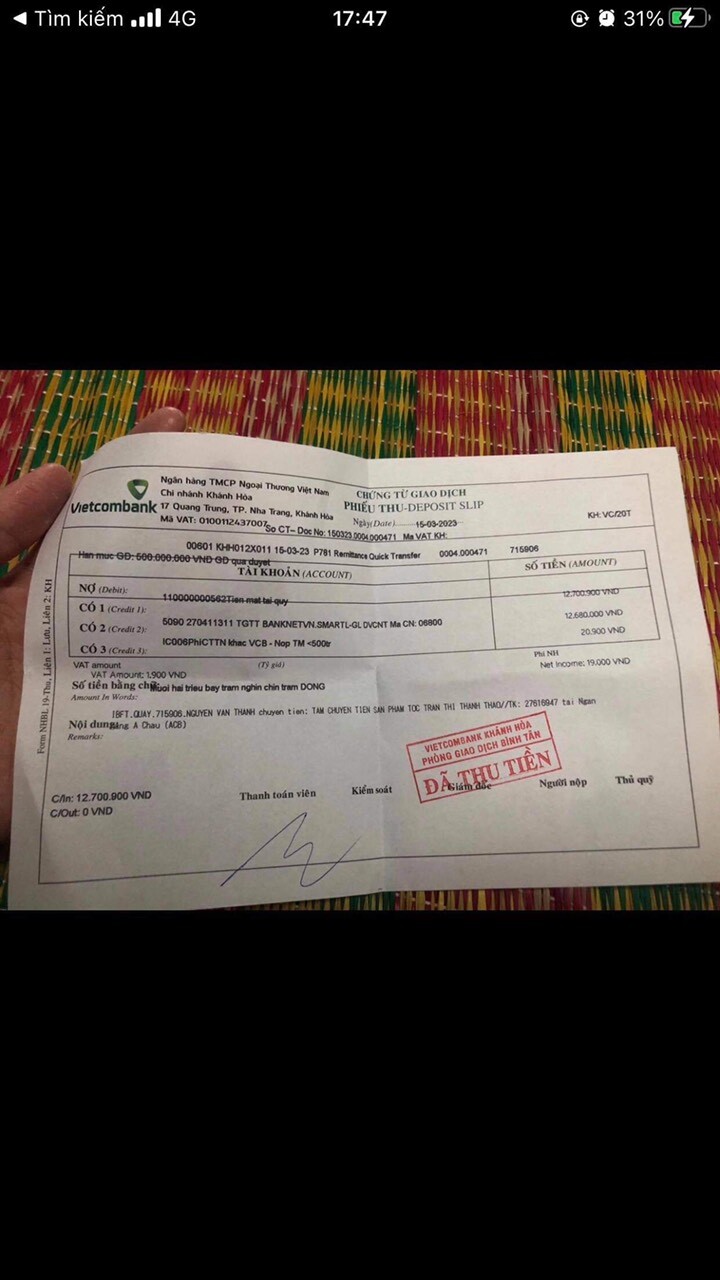 Tìm kiếm 4G 17:47 31%
Vietcombank
Ngân hàng TMCP Ngoại Thương Việt Nam
Chi nhánh Khánh Hòa
17 Quang Trung, TP. Nha Trang, Khánh Hòa
Mã VAT: 0100112437007
CHỨNG TỪ GIAO DỊCH
PHIẾU THU-DEPOSIT SLIP
Ngày(Date) 15-03-2023
KH: VC/20T
So CT- Doc No: 150323.0004.000471 Ma VAT KH:
00601 KHH012X011 15-03-23 P781 Remittance Quick Transfer 0004.000471 715906
Han muc GD: 500.000.000 VND GD qua duyet
TÀI KHOẢN (ACCOUNT) SỐ TIỀN (AMOUNT)
NỢ (Debit): 110000000562Tien mat tai quy 12.700.900 VND
CÓ 1 (Credit 1): 5090 270411311 TGTT BANKNETVN.SMARTL-GL DVCNT Ma CN: 06800 12.680.000 VND
CÓ 2 (Credit 2): IC006PhiCTTN khac VCB - Nop TM <500tr 20.900 VND
CÓ 3 (Credit 3):
VAT amount (Tỷ giá) Phí NH
VAT Amount: 1,900 VND Net Income: 19.000 VND
Số tiền bằng chữ: Muoi hai trieu bay tram nghin chin tram DONG
Amount In Words:
IBFT.QUAY.715906.NGUYEN VAN THANH chuyen tien: TAM CHUYEN TIEN SAN PHAM TOC TRAN THI THANH THAO//TK: 27616947 tai Ngan
Nội dung: hang A Chau (ACB)
Remarks:
VIETCOMBANK KHÁNH HÒA
PHÒNG GIAO DỊCH BÌNH TÂN
ĐÃ THU TIỀN
C/In: 12.700.900 VND Thanh toán viên Kiểm soát Giám đốc Người nộp Thủ quỹ
C/Out: 0 VND
Form NHBL 19-Thu, Liên 1: Lưu, Liên 2: KH